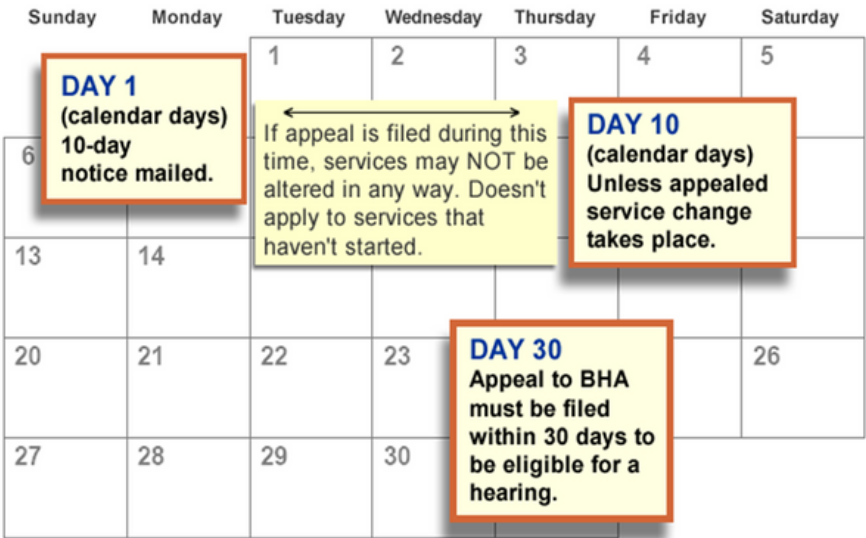 Sunday Monday Tuesday Wednesday Thursday Friday Saturday
1 2 3 4 5
DAY 1
(calendar days)
10-day
notice mailed.
If appeal is filed during this
time, services may NOT be
altered in any way. Doesn't
apply to services that
haven't started.
DAY 10
(calendar days)
Unless appealed
service change
takes place.
6
13 14
20 21 22 23 26
DAY 30
Appeal to BHA
must be filed
within 30 days to
be eligible for a
hearing.
27 28 29 30